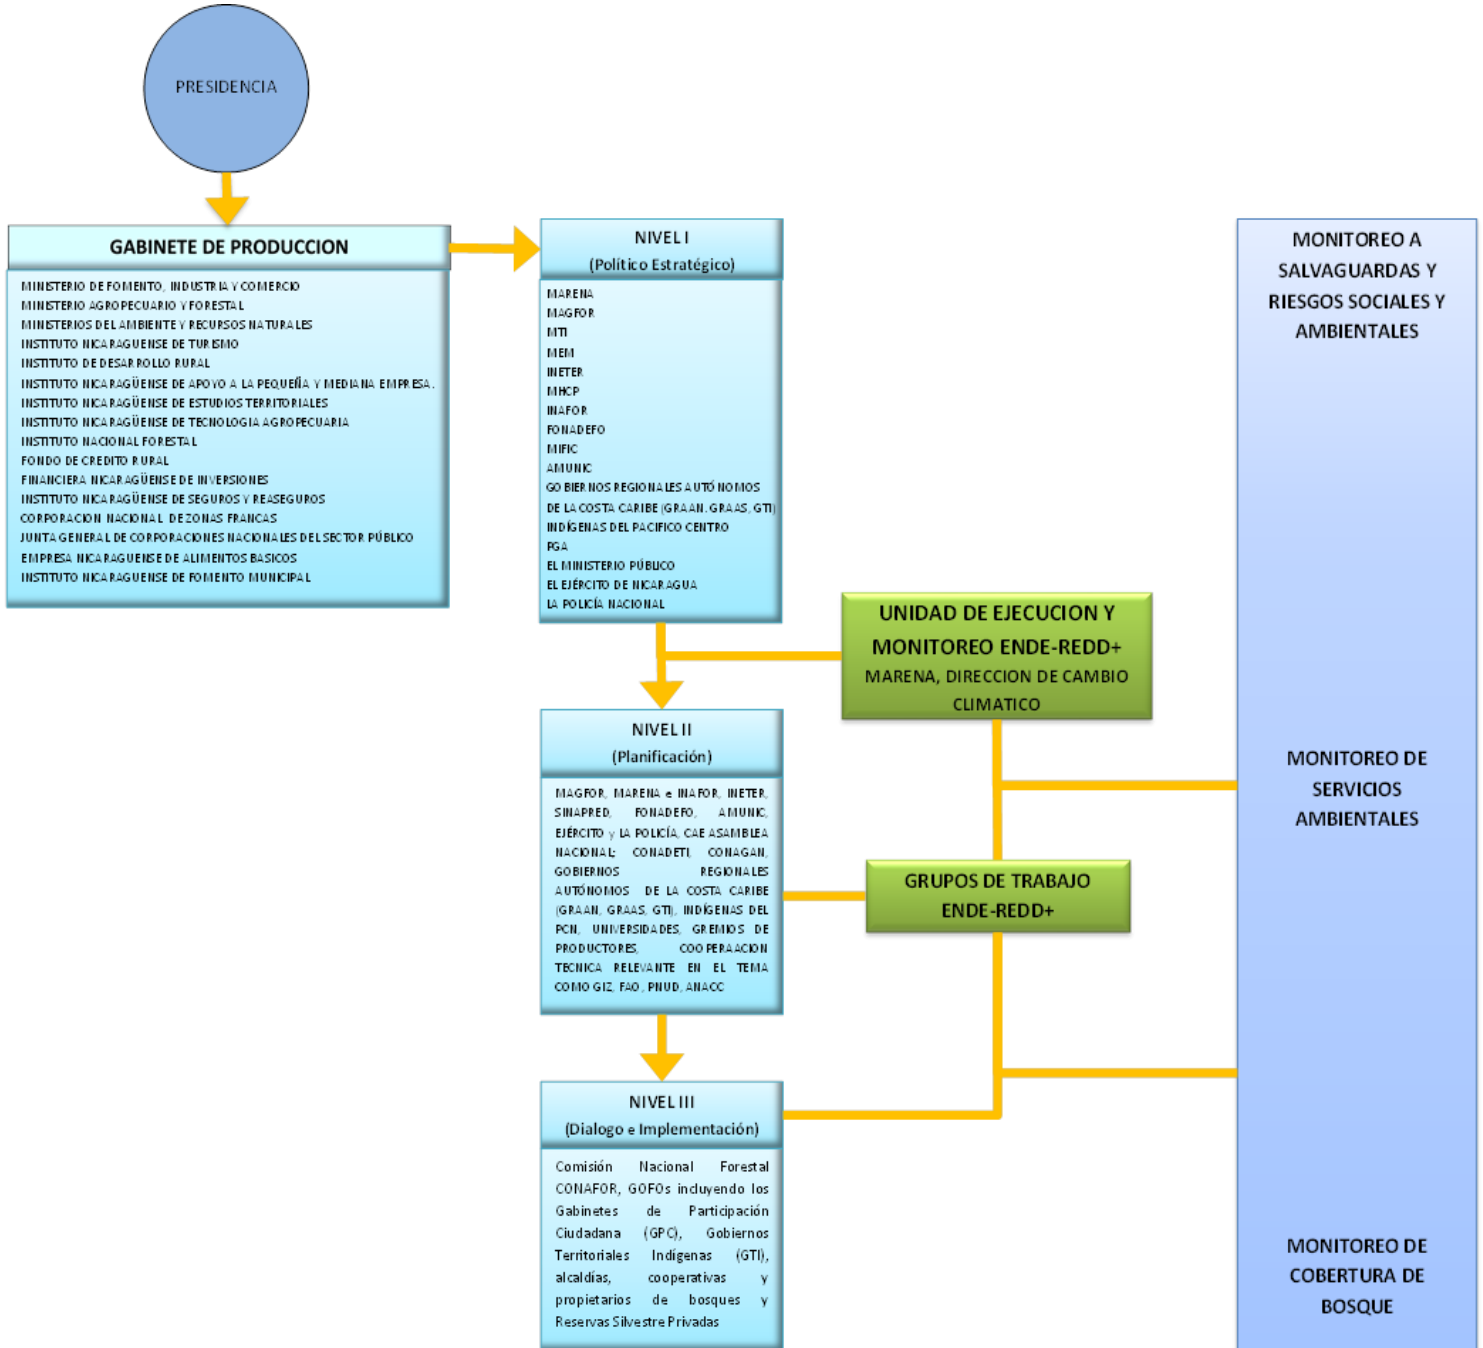 PRESIDENCIA
GABINETE DE PRODUCCION
MINISTERIO DE FOMENTO, INDUSTRIA Y COMERCIO
MINISTERIO AGROPECUARIO Y FORESTAL
MINISTERIOS DEL AMBIENTE Y RECURSOS NATURALES
INSTITUTO NICARAGUENSE DE TURISMO
INSTITUTO DE DESARROLLO RURAL
INSTITUTO NICARAGÜENSE DE APOYO A LA PEQUEÑA Y MEDIANA EMPRESA.
INSTITUTO NICARAGÜENSE DE ESTUDIOS TERRITORIALES
INSTITUTO NICARAGÜENSE DE TECNOLOGIA AGROPECUARIA
INSTITUTO NACIONAL FORESTAL
FONDO DE CREDITO RURAL
FINANCIERA NICARAGÜENSE DE INVERSIONES
INSTITUTO NICARAGÜENSE DE SEGUROS Y REASEGUROS
CORPORACION NACIONAL DE ZONAS FRANCAS
JUNTA GENERAL DE CORPORACIONES NACIONALES DEL SECTOR PÚBLICO
EMPRESA NICARAGUENSE DE ALIMENTOS BASICOS
INSTITUTO NICARAGUENSE DE FOMENTO MUNICIPAL
NIVEL I
(Político Estratégico)
MARENA
MAGFOR
MTI
MEM
INETER
MHCP
INAFOR
FONADEFO
MIFIC
AMUNIC
GOBIERNOS REGIONALES AUTÓNOMOS
DE LA COSTA CARIBE (GRAAN. GRAAS, GTI)
INDÍGENAS DEL PACIFICO CENTRO
PGA
EL MINISTERIO PÚBLICO
EL EJÉRCITO DE NICARAGUA
LA POLICÍA NACIONAL
UNIDAD DE EJECUCION Y
MONITOREO ENDE-REDD+
MARENA, DIRECCION DE CAMBIO
CLIMATICO
NIVEL II
(Planificación)
MAGFOR, MARENA e INAFOR, INETER,
SINAPRED, FONADEFO, AMUNIC,
EJÉRCITO y LA POLICÍA, CAE ASAMBLEA
NACIONAL; CONADETI, CONAGAN,
GOBIERNOS REGIONALES
AUTÓNOMOS DE LA COSTA CARIBE
(GRAAN, GRAAS, GTI), INDÍGENAS DEL
PCN, UNIVERSIDADES, GREMIOS DE
PRODUCTORES, COOPERAACION
TECNICA RELEVANTE EN EL TEMA
COMO GIZ, FAO, PNUD, ANACC
GRUPOS DE TRABAJO
ENDE-REDD+
NIVEL III
(Dialogo e Implementación)
Comisión Nacional Forestal
CONAFOR, GOFOs incluyendo los
Gabinetes de Participación
Ciudadana (GPC), Gobiernos
Territoriales Indígenas (GTI),
alcaldías, cooperativas y
propietarios de bosques y
Reservas Silvestre Privadas
MONITOREO A
SALVAGUARDAS Y
RIESGOS SOCIALES Y
AMBIENTALES
MONITOREO DE
SERVICIOS
AMBIENTALES
MONITOREO DE
COBERTURA DE
BOSQUE